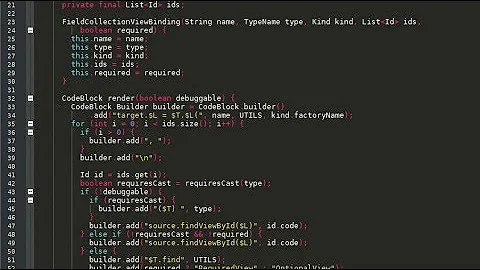 21 private final List<Id> ids;
22
23 FieldCollectionViewBinding(String name, TypeName type, Kind kind, List<Id> ids,
24 boolean required) {
25 this.name = name;
26 this.type = type;
27 this.kind = kind;
28 this.ids = ids;
29 this.required = required;
30 }
31
32 CodeBlock render(boolean debuggable) {
33 CodeBlock.Builder builder = CodeBlock.builder()
34 .add("target.$L = $T.$L(", name, UTILS, kind.factoryName);
35 for (int i = 0; i < ids.size(); i++) {
36 if (i > 0) {
37 builder.add(", ");
38 }
39 builder.add("\n");
40
41 Id id = ids.get(i);
42 boolean requiresCast = requiresCast(type);
43 if (!debuggable) {
44 if (requiresCast) {
45 builder.add("($T) ", type);
46 }
47 builder.add("source.findViewById($L)", id.code);
48 } else if (!requiresCast && !required) {
49 builder.add("source.findViewById($L)", id.code);
50 } else {
51 builder.add("$T.find", UTILS);
52 builder.add(required ? "RequiredView" : "OptionalView");